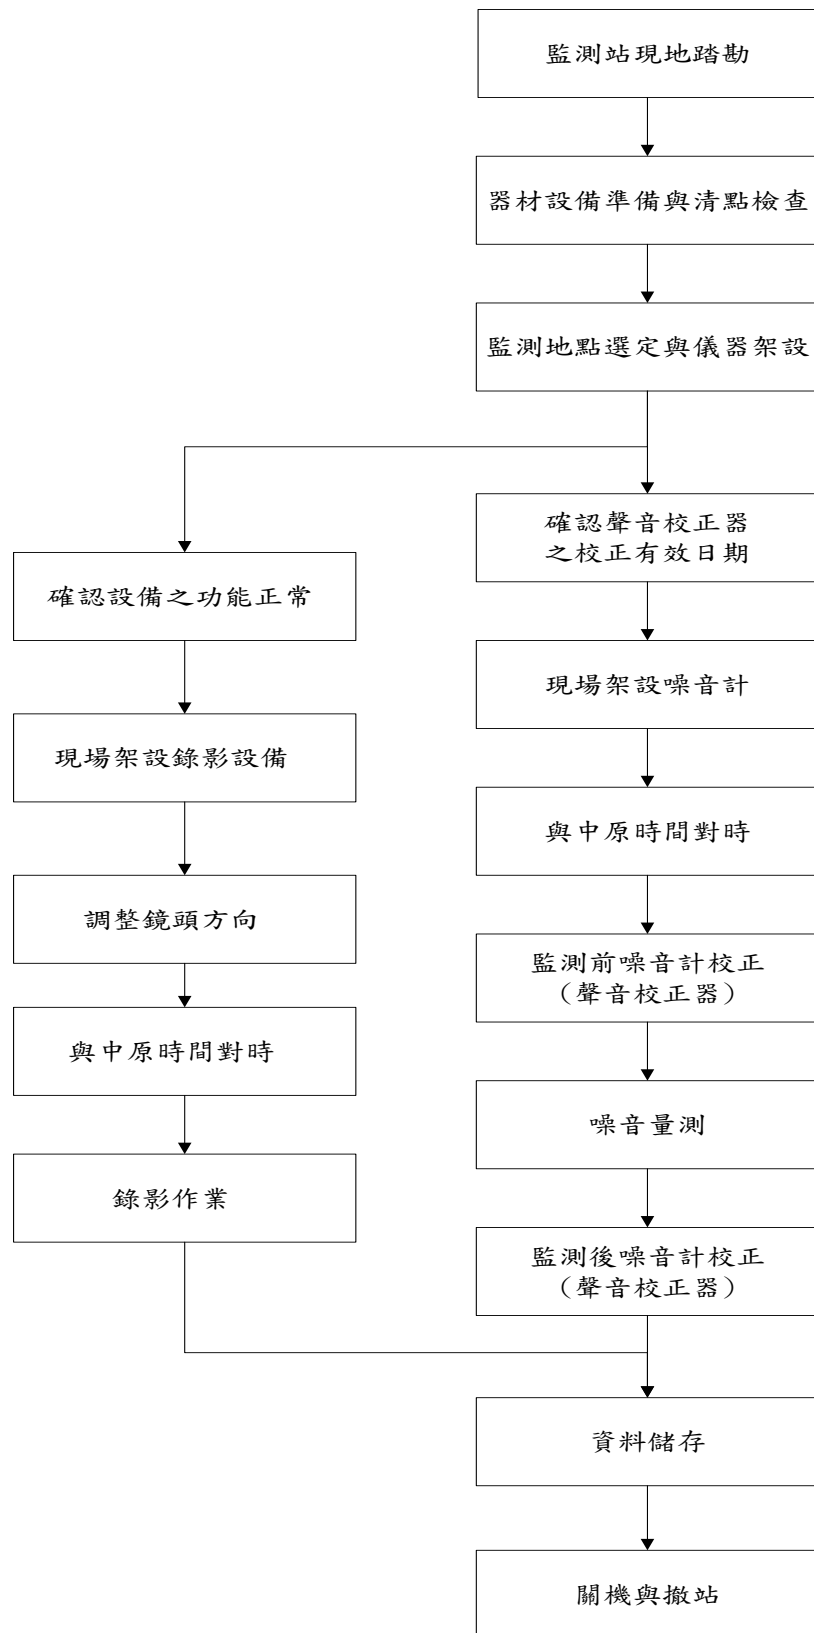 監測站現地踏勘
器材設備準備與清點檢查
監測地點選定與儀器架設
確認設備之功能正常
現場架設錄影設備
調整鏡頭方向
與中原時間對時
錄影作業
確認聲音校正器
之校正有效日期
現場架設噪音計
與中原時間對時
監測前噪音計校正
（聲音校正器）
噪音量測
監測後噪音計校正
（聲音校正器）
資料儲存
關機與撤站